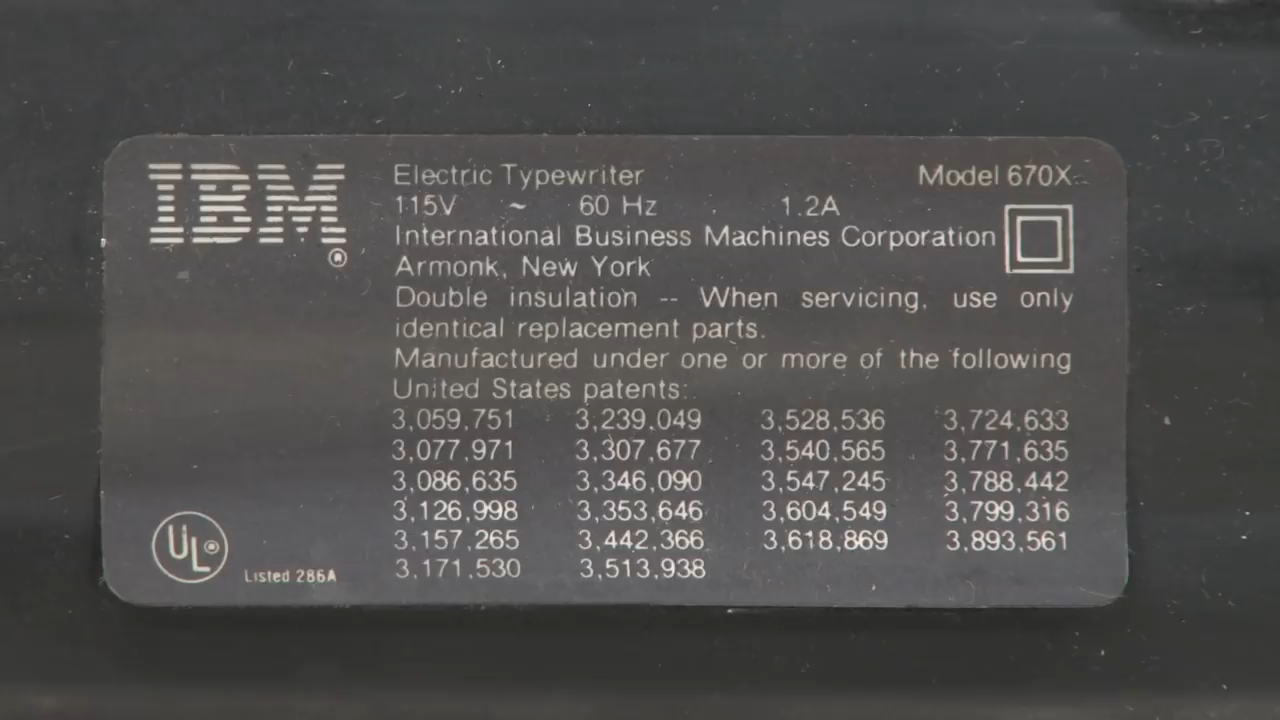 IBM®
Electric Typewriter Model 670X
115V ~ 60 Hz 1.2A
International Business Machines Corporation
Armonk, New York
Double insulation -- When servicing, use only
identical replacement parts.
Manufactured under one or more of the following
United States patents:
3,059,751 3,239,049 3,528,536 3,724,633
3,077,971 3,307,677 3,540,565 3,771,635
3,086,635 3,346,090 3,547,245 3,788,442
3,126,998 3,353,646 3,604,549 3,799,316
3,157,265 3,442,366 3,618,869 3,893,561
3,171,530 3,513,938
UL® Listed 286A